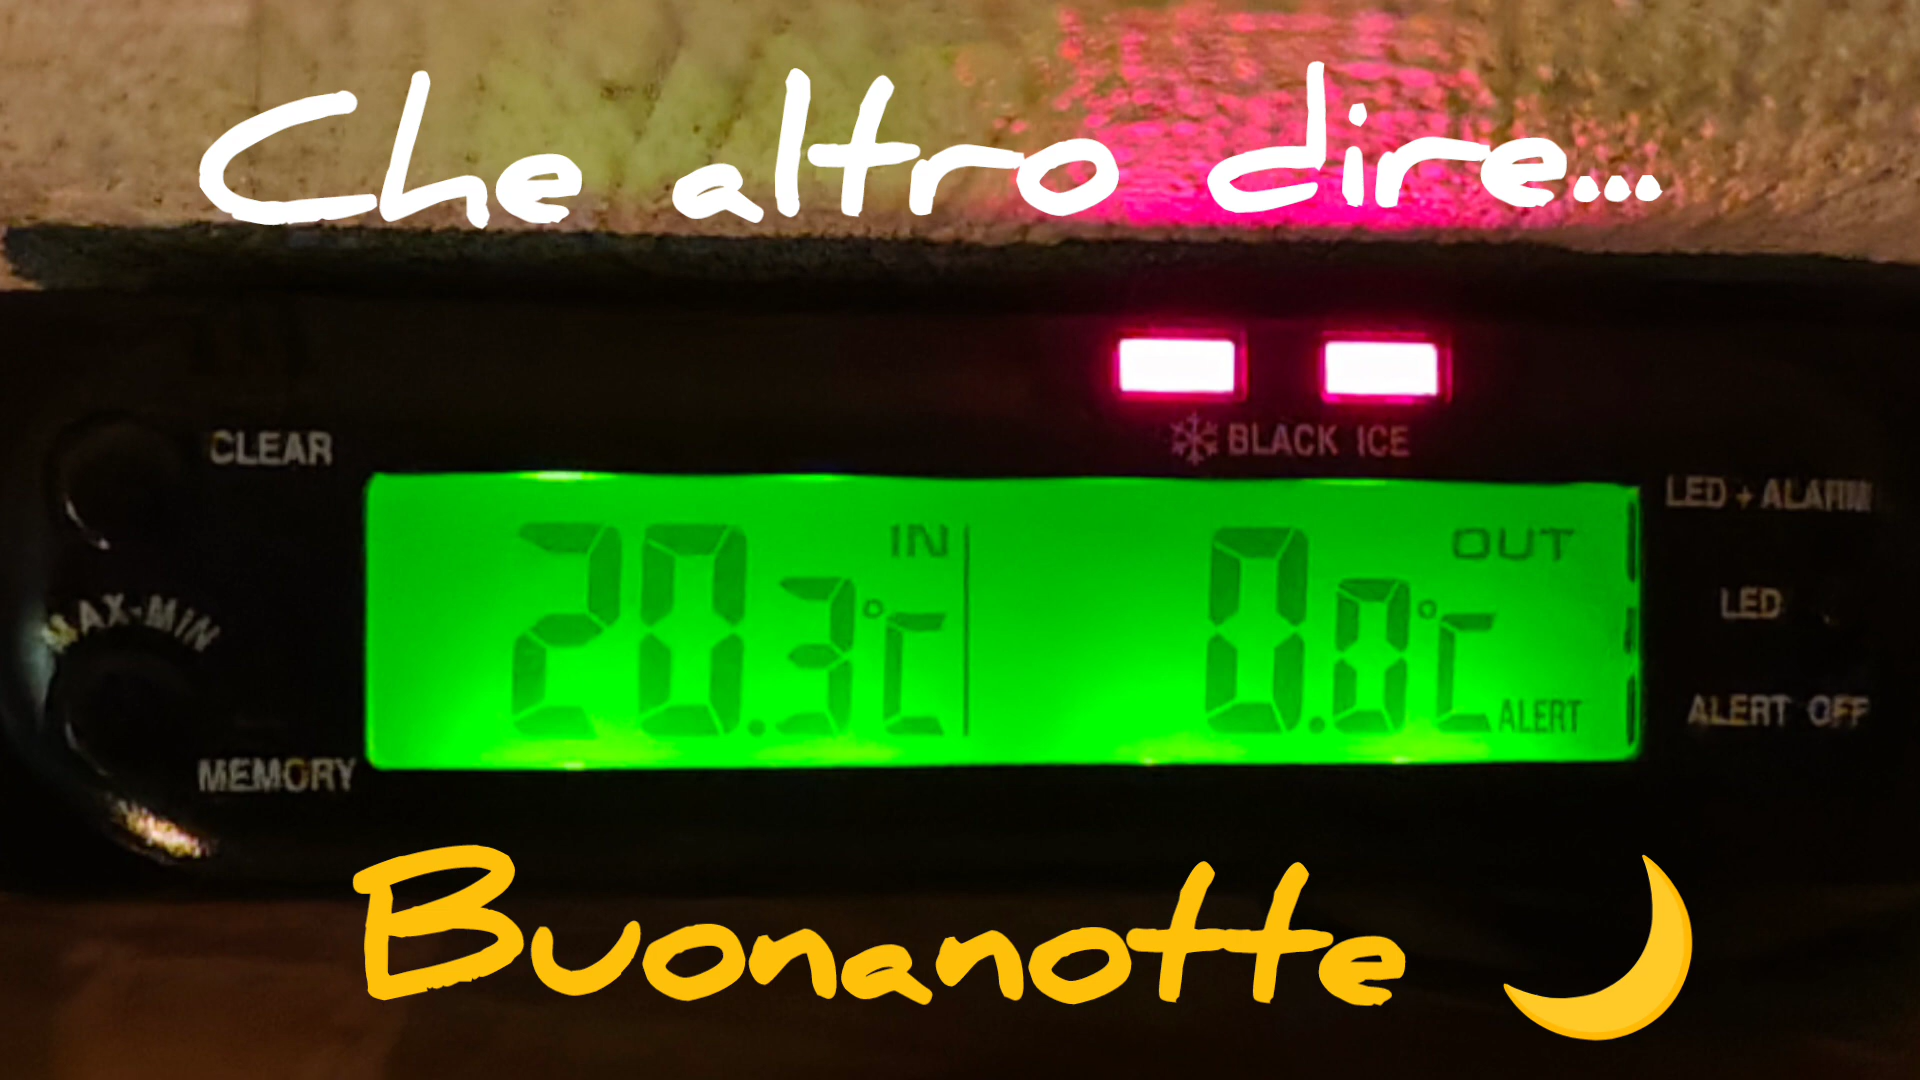 Che altro dire...
❄ BLACK ICE
CLEAR
LED + ALARM
20.3°C IN
0.0°C OUT
LED
MAX-MIN
ALERT
ALERT OFF
MEMORY
Buonanotte 🌙